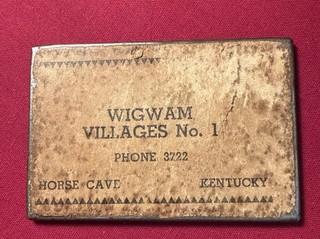 WIGWAM
VILLAGES No. 1
PHONE 3722
HORSE CAVE KENTUCKY